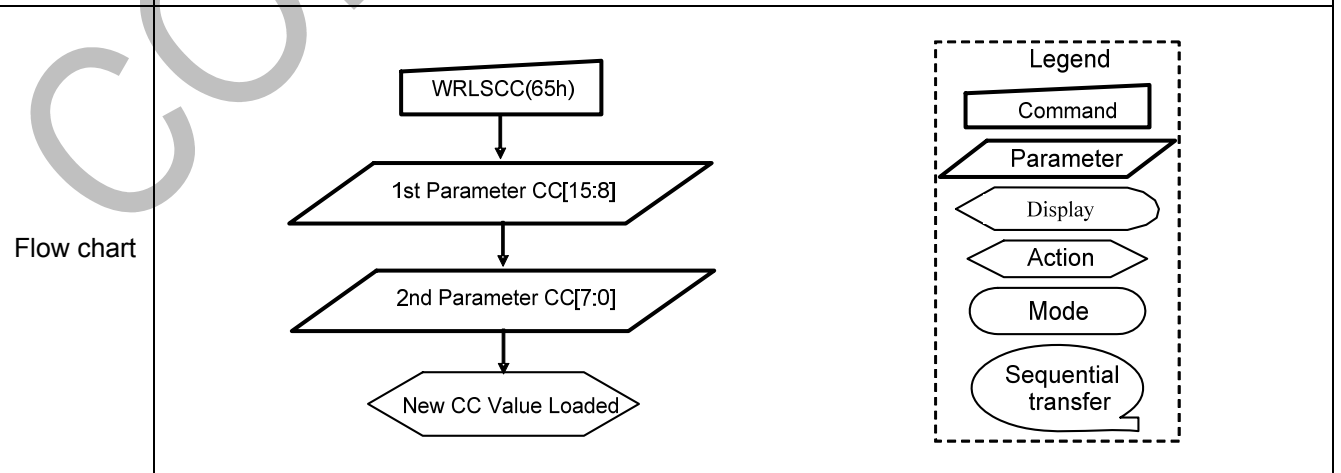 Flow chart
WRLSCC(65h)
1st Parameter CC[15:8]
2nd Parameter CC[7:0]
New CC Value Loaded
Legend
Command
Parameter
Display
Action
Mode
Sequential
transfer